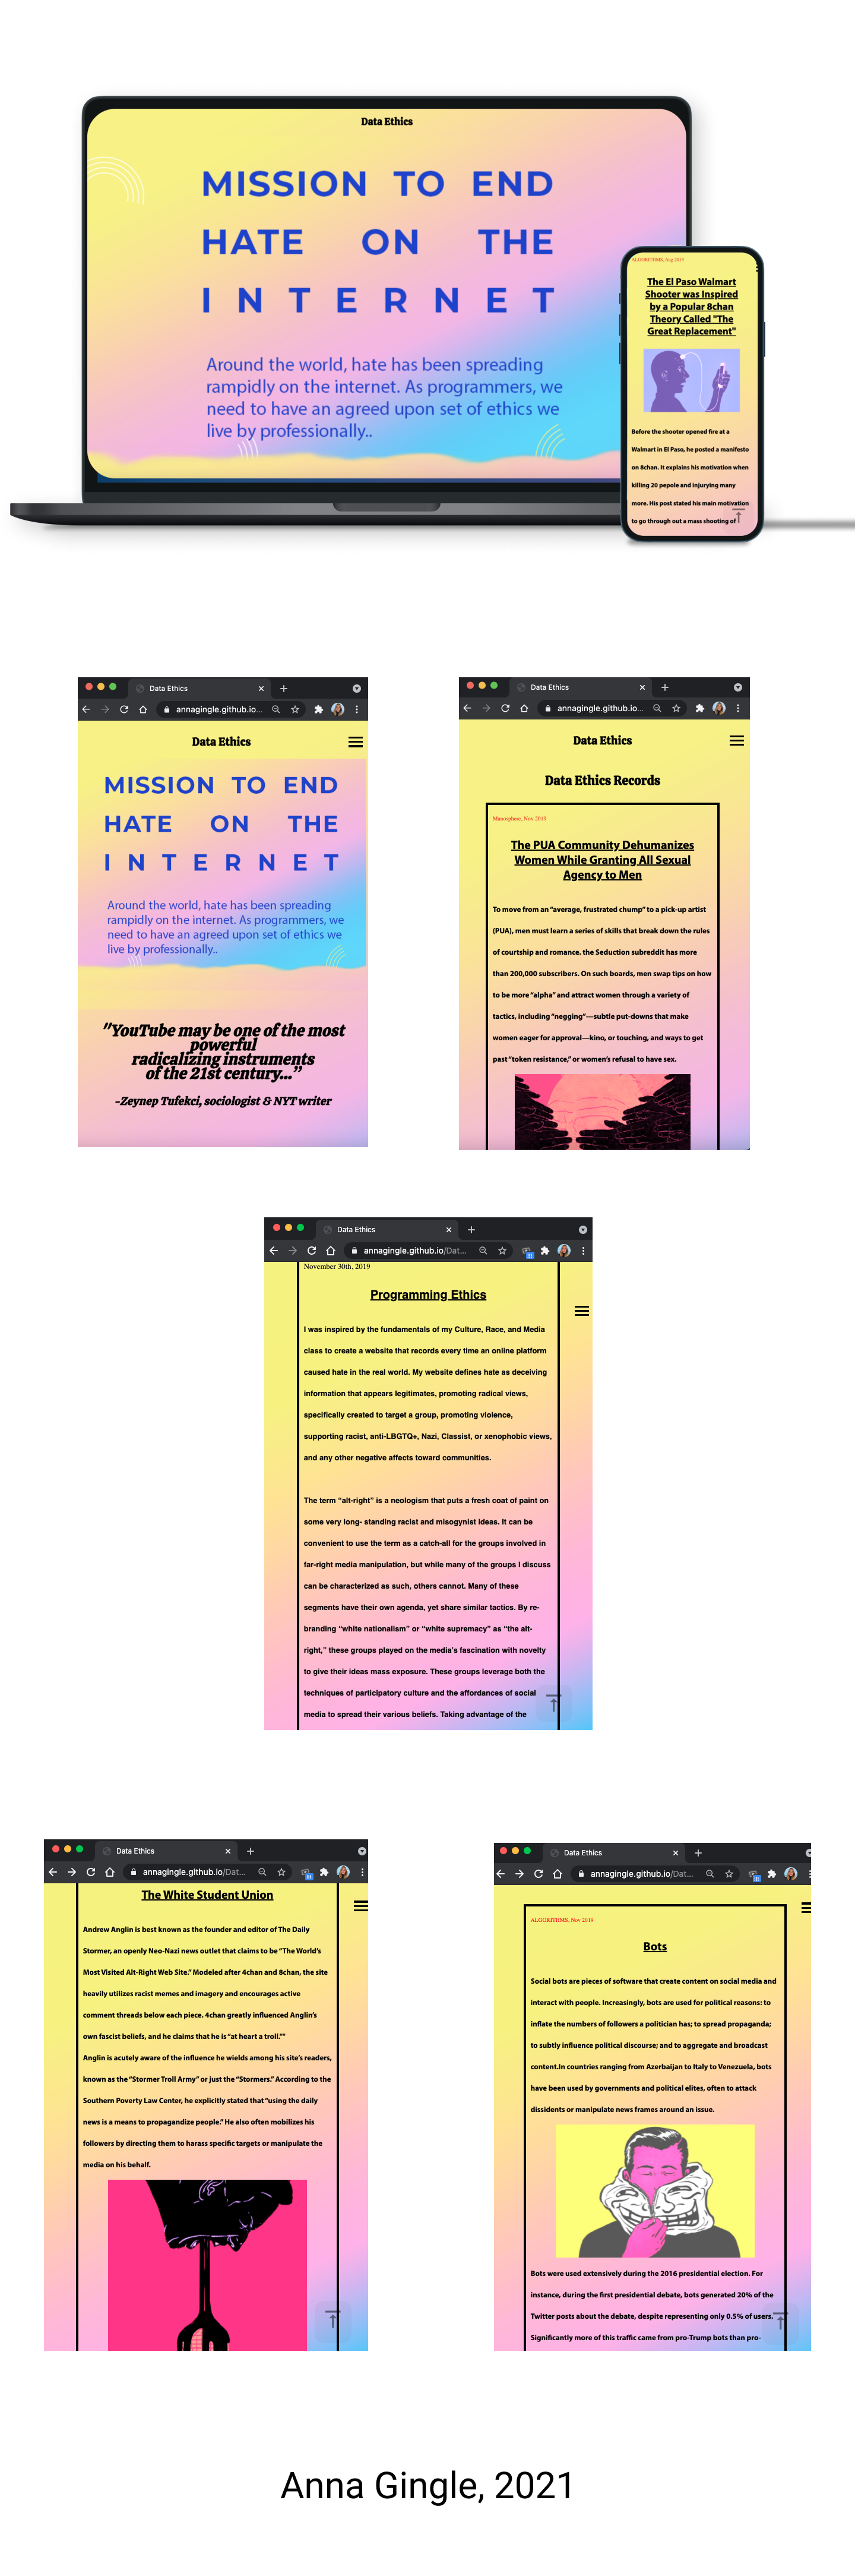 Data Ethics
MISSION TO END
HATE ON THE
INTERNET
Around the world, hate has been spreading
rampidly on the internet. As programmers, we
need to have an agreed upon set of ethics we
live by professionally..
ALGORITHMS, Aug 2019
The El Paso Walmart
Shooter was Inspired
by a Popular 8chan
Theory Called "The
Great Replacement"
Before the shooter opened fire at a
Walmart in El Paso, he posted a manifesto
on 8chan. It explains his motivation when
killing 20 pepole and injurying many
more. His post stated his main motivation
to go through out a mass shooting of
Data Ethics
annagingle.github.io...
Data Ethics
MISSION TO END
HATE ON THE
INTERNET
Around the world, hate has been spreading
rampidly on the internet. As programmers, we
need to have an agreed upon set of ethics we
live by professionally..
"YouTube may be one of the most
powerful
radicalizing instruments
of the 21st century..."
-Zeynep Tufekci, sociologist & NYT writer
Data Ethics
annagingle.github.io...
Data Ethics
Data Ethics Records
Manosphere, Nov 2019
The PUA Community Dehumanizes
Women While Granting All Sexual
Agency to Men
To move from an “average, frustrated chump” to a pick-up artist
(PUA), men must learn a series of skills that break down the rules
of courtship and romance. the Seduction subreddit has more
than 200,000 subscribers. On such boards, men swap tips on how
to be more “alpha” and attract women through a variety of
tactics, including “negging”—subtle put-downs that make
women eager for approval—kino, or touching, and ways to get
past “token resistance,” or women’s refusal to have sex.
Data Ethics
annagingle.github.io/Dat...
November 30th, 2019
Programming Ethics
I was inspired by the fundamentals of my Culture, Race, and Media
class to create a website that records every time an online platform
caused hate in the real world. My website defines hate as deceiving
information that appears legitimates, promoting radical views,
specifically created to target a group, promoting violence,
supporting racist, anti-LBGTQ+, Nazi, Classist, or xenophobic views,
and any other negative affects toward communities.
The term “alt-right” is a neologism that puts a fresh coat of paint on
some very long- standing racist and misogynist ideas. It can be
convenient to use the term as a catch-all for the groups involved in
far-right media manipulation, but while many of the groups I discuss
can be characterized as such, others cannot. Many of these
segments have their own agenda, yet share similar tactics. By re-
branding “white nationalism” or “white supremacy” as “the alt-
right,” these groups played on the media’s fascination with novelty
to give their ideas mass exposure. These groups leverage both the
techniques of participatory culture and the affordances of social
media to spread their various beliefs. Taking advantage of the
Data Ethics
annagingle.github.io/Dat...
The White Student Union
Andrew Anglin is best known as the founder and editor of The Daily
Stormer, an openly Neo-Nazi news outlet that claims to be “The World’s
Most Visited Alt-Right Web Site.” Modeled after 4chan and 8chan, the site
heavily utilizes racist memes and imagery and encourages active
comment threads below each piece. 4chan greatly influenced Anglin’s
own fascist beliefs, and he claims that he is “at heart a troll.”"
Anglin is acutely aware of the influence he wields among his site’s readers,
known as the “Stormer Troll Army” or just the “Stormers.” According to the
Southern Poverty Law Center, he explicitly stated that “using the daily
news is a means to propagandize people.” He also often mobilizes his
followers by directing them to harass specific targets or manipulate the
media on his behalf.
Data Ethics
annagingle.github.io/Dat...
ALGORITHMS, Nov 2019
Bots
Social bots are pieces of software that create content on social media and
interact with people. Increasingly, bots are used for political reasons: to
inflate the numbers of followers a politician has; to spread propaganda;
to subtly influence political discourse; and to aggregate and broadcast
content.In countries ranging from Azerbaijan to Italy to Venezuela, bots
have been used by governments and political elites, often to attack
dissidents or manipulate news frames around an issue.
Bots were used extensively during the 2016 presidential election. For
instance, during the first presidential debate, bots generated 20% of the
Twitter posts about the debate, despite representing only 0.5% of users.
Significantly more of this traffic came from pro-Trump bots than pro-
Anna Gingle, 2021